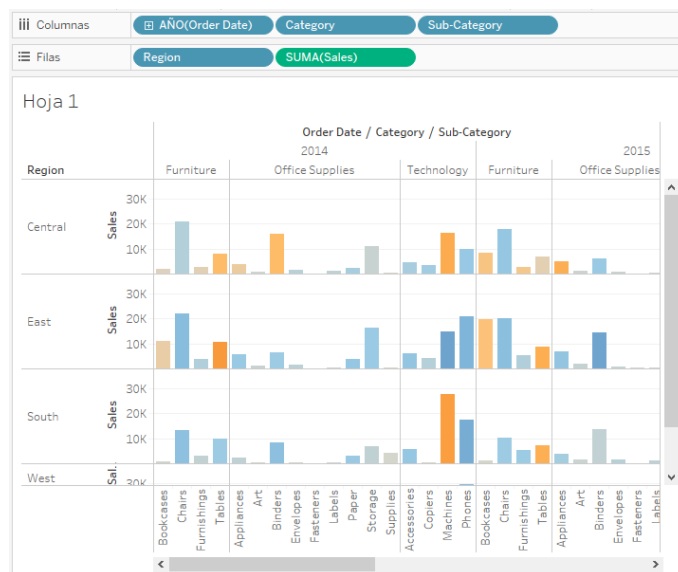 Columnas
AÑO(Order Date) Category Sub-Category
Filas
Region SUMA(Sales)
Hoja 1
Order Date / Category / Sub-Category
2014 2015
Region Furniture Office Supplies Technology Furniture Office Supplies
Central Sales 30K 20K 10K
East Sales 30K 20K 10K
South Sales 30K 20K 10K
West Sal.. 30K
Bookcases Chairs Furnishings Tables Appliances Art Binders Envelopes Fasteners Labels Paper Storage Supplies Accessories Copiers Machines Phones Bookcases Chairs Furnishings Tables Appliances Art Binders Envelopes Fasteners Labels